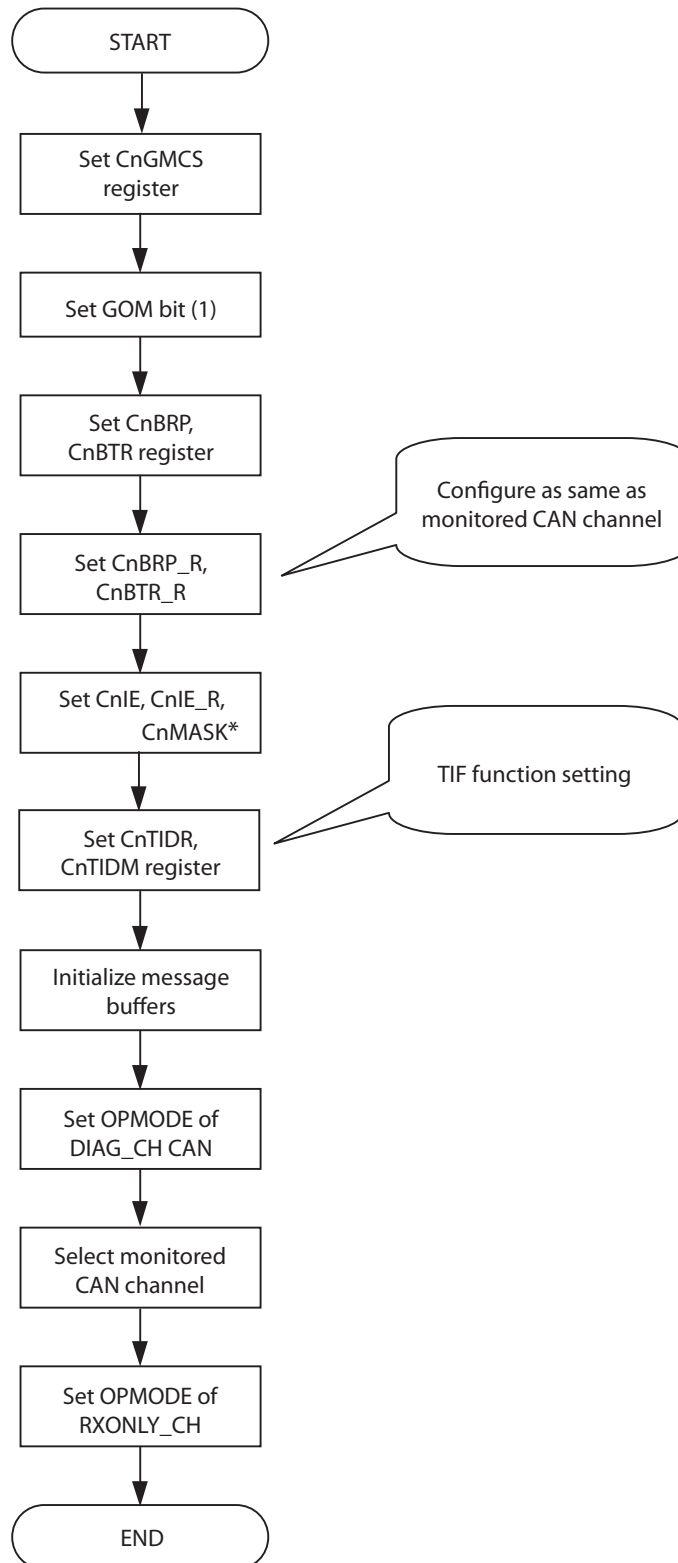 START
Set CnGMCS
register
Set GOM bit (1)
Set CnBRP,
CnBTR register
Configure as same as
monitored CAN channel
Set CnBRP_R,
CnBTR_R
Set CnIE, CnIE_R,
CnMASK*
TIF function setting
Set CnTIDR,
CnTIDM register
Initialize message
buffers
Set OPMODE of
DIAG_CH CAN
Select monitored
CAN channel
Set OPMODE of
RXONLY_CH
END